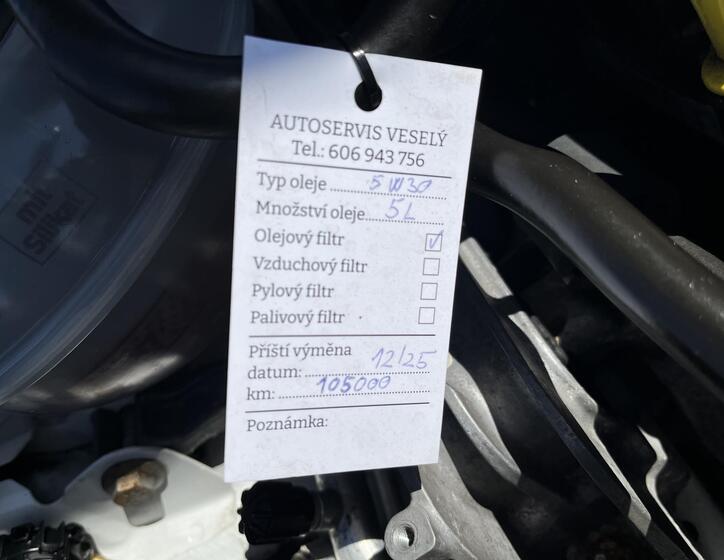 AUTOSERVIS VESELÝ
Tel.: 606 943 756
Typ oleje 5W30
Množství oleje 5L
Olejový filtr ✓
Vzduchový filtr
Pylový filtr
Palivový filtr
Příští výměna
datum: 12/25
km: 105000
Poznámka: